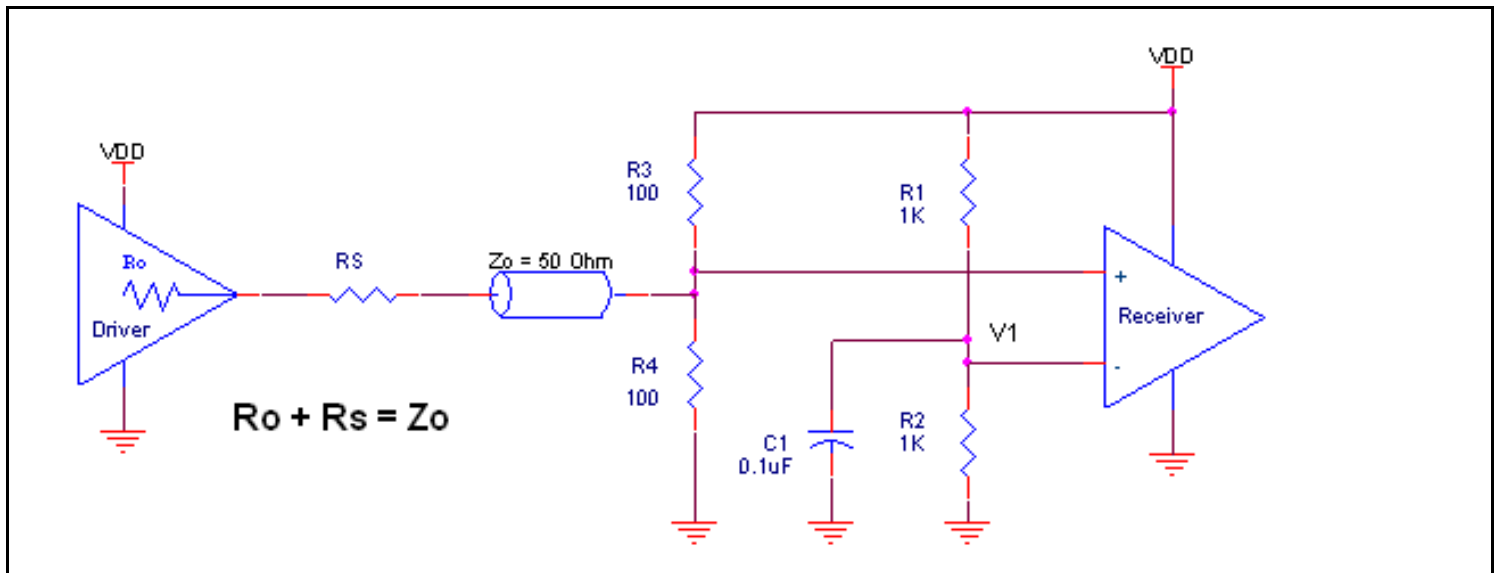 VDD
VDD
R3
100
R1
1K
Ro
RS
Zo = 50 Ohm
+
Driver
Receiver
V1
-
R4
100
Ro + Rs = Zo
R2
1K
C1
0.1uF